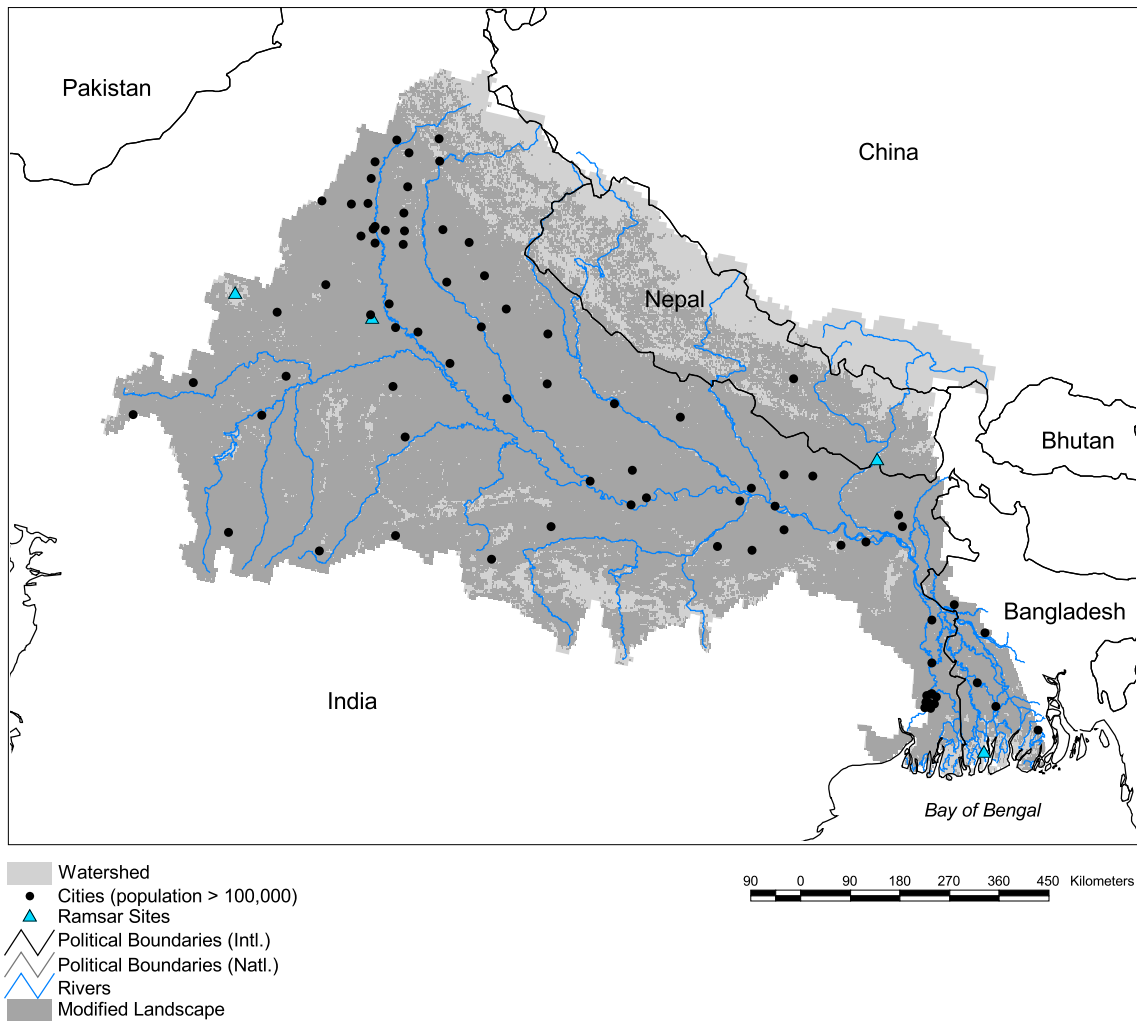 Pakistan
China
Nepal
Bhutan
Bangladesh
India
Bay of Bengal
Watershed
Cities (population > 100,000)
Ramsar Sites
Political Boundaries (Intl.)
Political Boundaries (Natl.)
Rivers
Modified Landscape
90 0 90 180 270 360 450 Kilometers